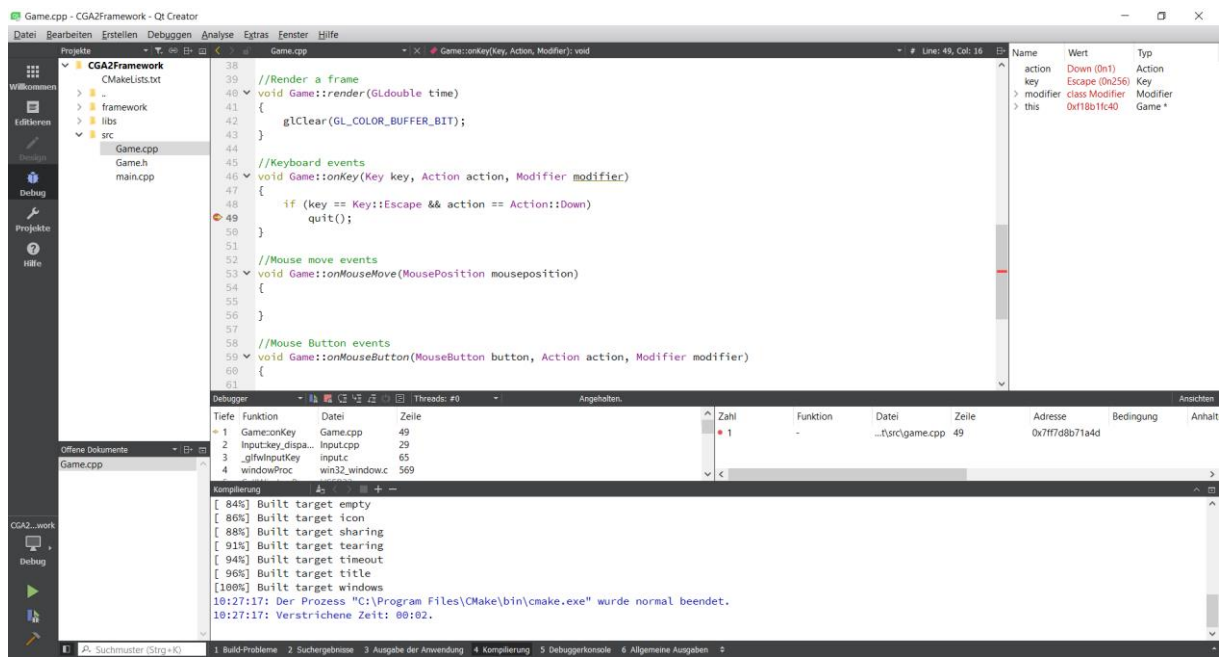 Game.cpp - CGA2Framework - Qt Creator
Datei Bearbeiten Erstellen Debuggen Analyse Extras Fenster Hilfe
Projekte
Game.cpp
Game::onKey(Key, Action, Modifier): void
# Line: 49, Col: 16
Willkommen
Editieren
Design
Debug
Projekte
Hilfe
CGA2Framework
CMakeLists.txt
..
framework
libs
src
Game.cpp
Game.h
main.cpp
38
39 //Render a frame
40 void Game::render(GLdouble time)
41 {
42 glClear(GL_COLOR_BUFFER_BIT);
43 }
44
45 //Keyboard events
46 void Game::onKey(Key key, Action action, Modifier modifier)
47 {
48 if (key == Key::Escape && action == Action::Down)
49 quit();
50 }
51
52 //Mouse move events
53 void Game::onMouseMove(MousePosition mouseposition)
54 {
55
56 }
57
58 //Mouse Button events
59 void Game::onMouseButton(MouseButton button, Action action, Modifier modifier)
60 {
61
Name Wert Typ
action Down (0n1) Action
key Escape (0n256) Key
modifier class Modifier Modifier
this 0xf18b1fc40 Game *
Debugger
Threads: #0
Angehalten.
Ansichten
Tiefe Funktion Datei Zeile
1 Game::onKey Game.cpp 49
2 Input::key_dispa... Input.cpp 29
3 _glfwInputKey input.c 65
4 windowProc win32_window.c 569
Zahl Funktion Datei Zeile Adresse Bedingung Anhalt
1 - ...t\src\game.cpp 49 0x7ff7d8b71a4d
Offene Dokumente
Game.cpp
Kompilierung
[ 84%] Built target empty
[ 86%] Built target icon
[ 88%] Built target sharing
[ 91%] Built target tearing
[ 94%] Built target timeout
[ 96%] Built target title
[100%] Built target windows
10:27:17: Der Prozess "C:\Program Files\CMake\bin\cmake.exe" wurde normal beendet.
10:27:17: Verstrichene Zeit: 00:02.
CGA2...work
Debug
Suchmuster (Strg+K)
1 Build-Probleme 2 Suchergebnisse 3 Ausgabe der Anwendung 4 Kompilierung 5 Debuggerkonsole 6 Allgemeine Ausgaben